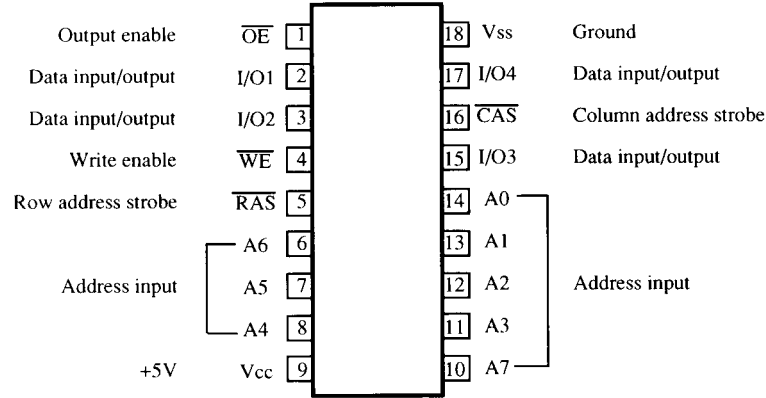 Output enable OE 1 18 Vss Ground
Data input/output I/O1 2 17 I/O4 Data input/output
Data input/output I/O2 3 16 CAS Column address strobe
Write enable WE 4 15 I/O3 Data input/output
Row address strobe RAS 5 14 A0
A6 6 13 A1
Address input A5 7 12 A2 Address input
A4 8 11 A3
+5V Vcc 9 10 A7